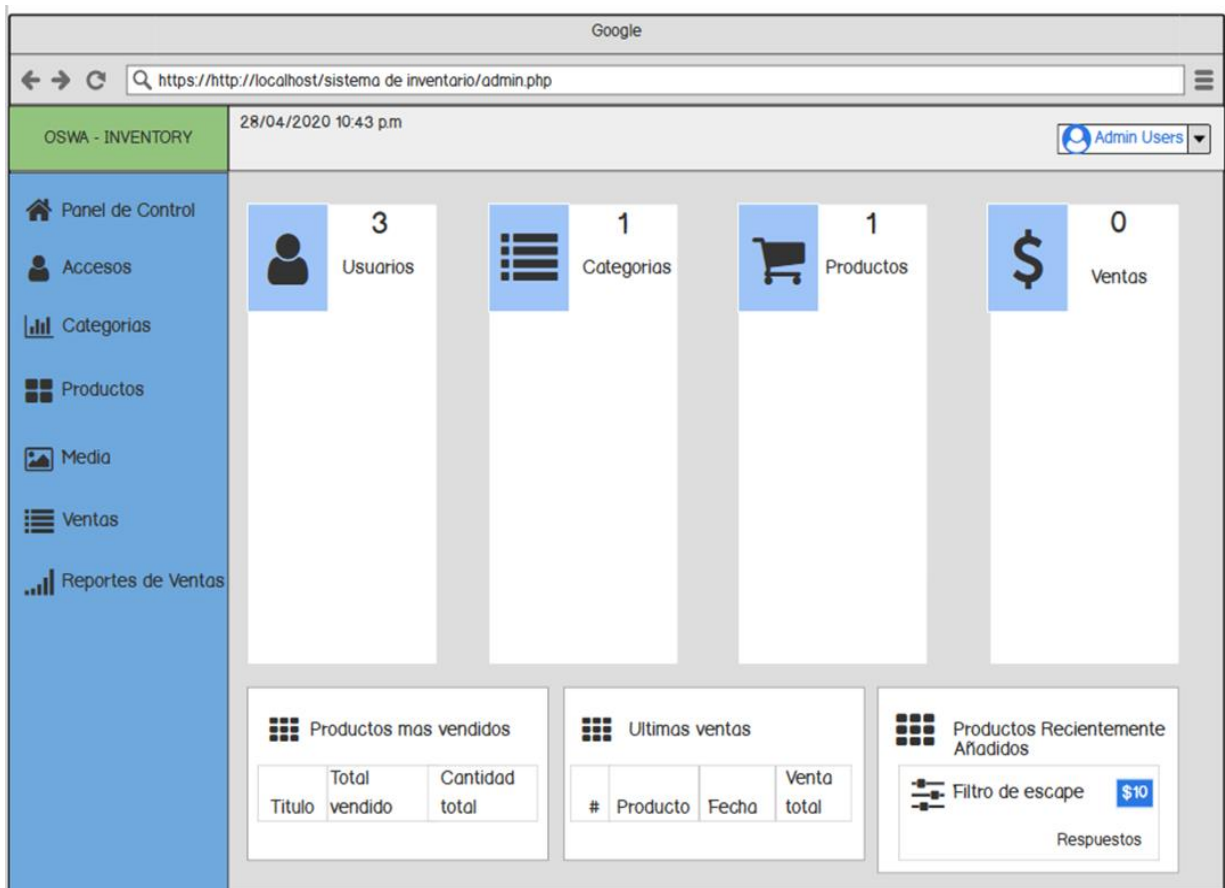 Google
https://http://localhost/sistema de inventario/admin.php
OSWA - INVENTORY
28/04/2020 10:43 p.m
Admin Users
Panel de Control
Accesos
Categorias
Productos
Media
Ventas
Reportes de Ventas
3
Usuarios
1
Categorias
1
Productos
$
0
Ventas
Productos mas vendidos
Titulo
Total
vendido
Cantidad
total
Ultimas ventas
#
Producto
Fecha
Venta
total
Productos Recientemente
Añadidos
Filtro de escape
$10
Respuestos